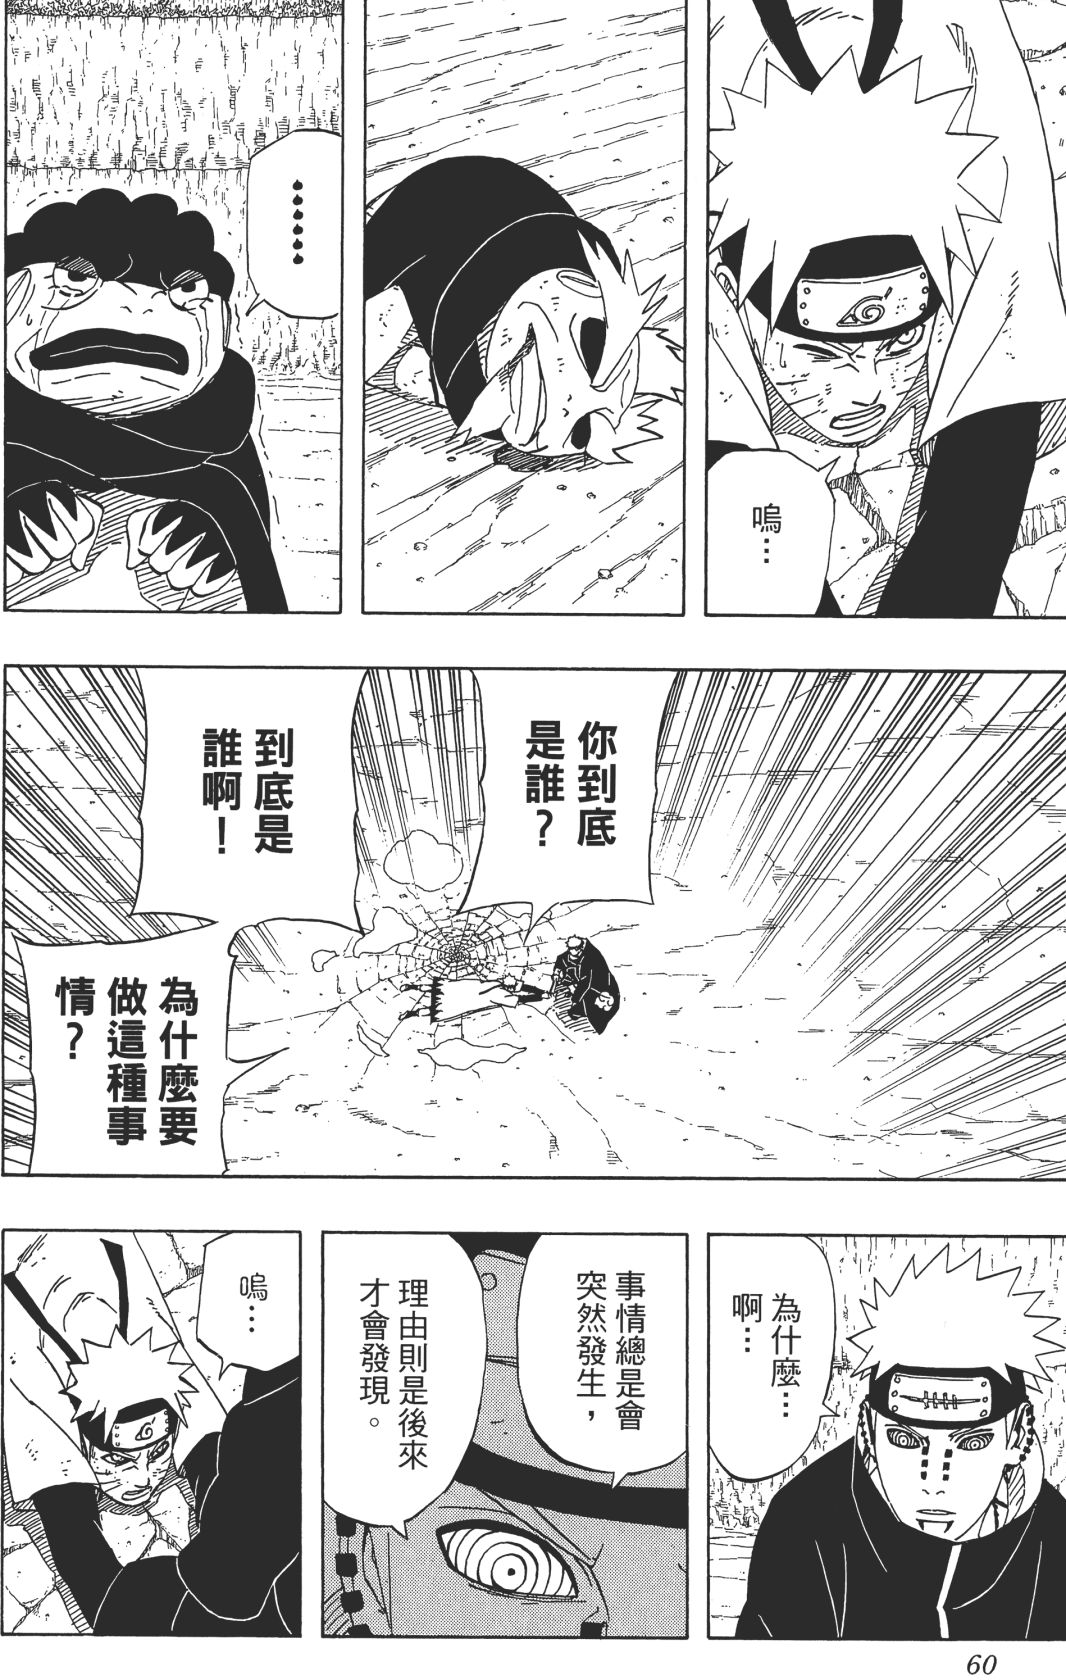 嗚…
……
你到底
是誰？
到底是
誰啊！
為什麼要
做這種事
情？
為什麼…
啊…
事情總是會
突然發生，
理由則是後來
才會發現。
嗚…
60